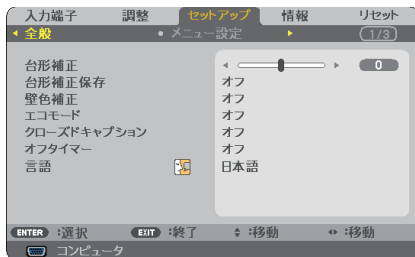 入力端子 調整 セットアップ 情報 リセット
全般 メニュー設定 (1/3)
台形補正 0
台形補正保存 オフ
壁色補正 オフ
エコモード オフ
クローズドキャプション オフ
オフタイマー オフ
言語 日本語
ENTER :選択 EXIT :終了 :移動 :移動
コンピュータ